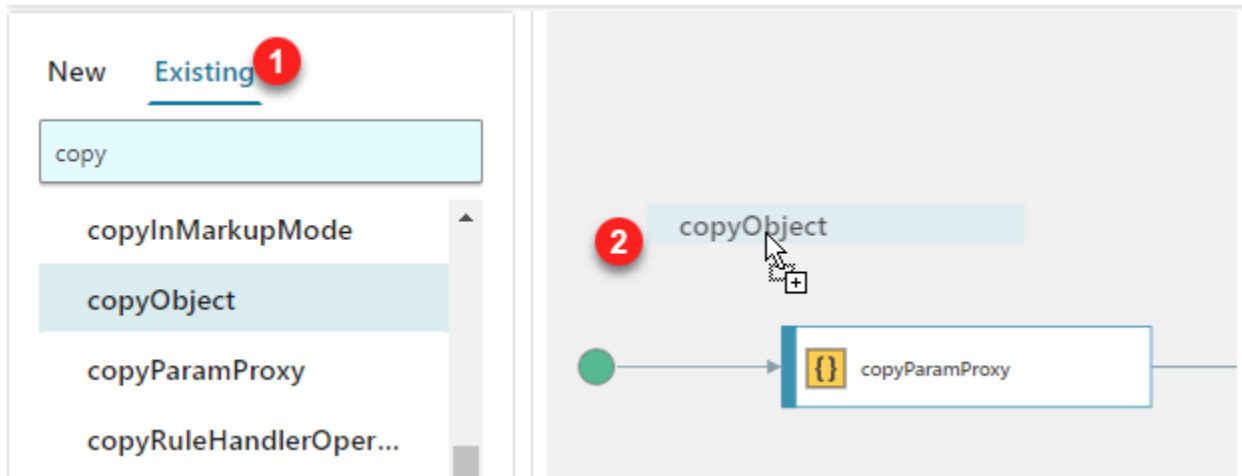 New Existing 1
copy
copyInMarkupMode
copyObject
copyParamProxy
copyRuleHandlerOper...
2 copyObject
{} copyParamProxy